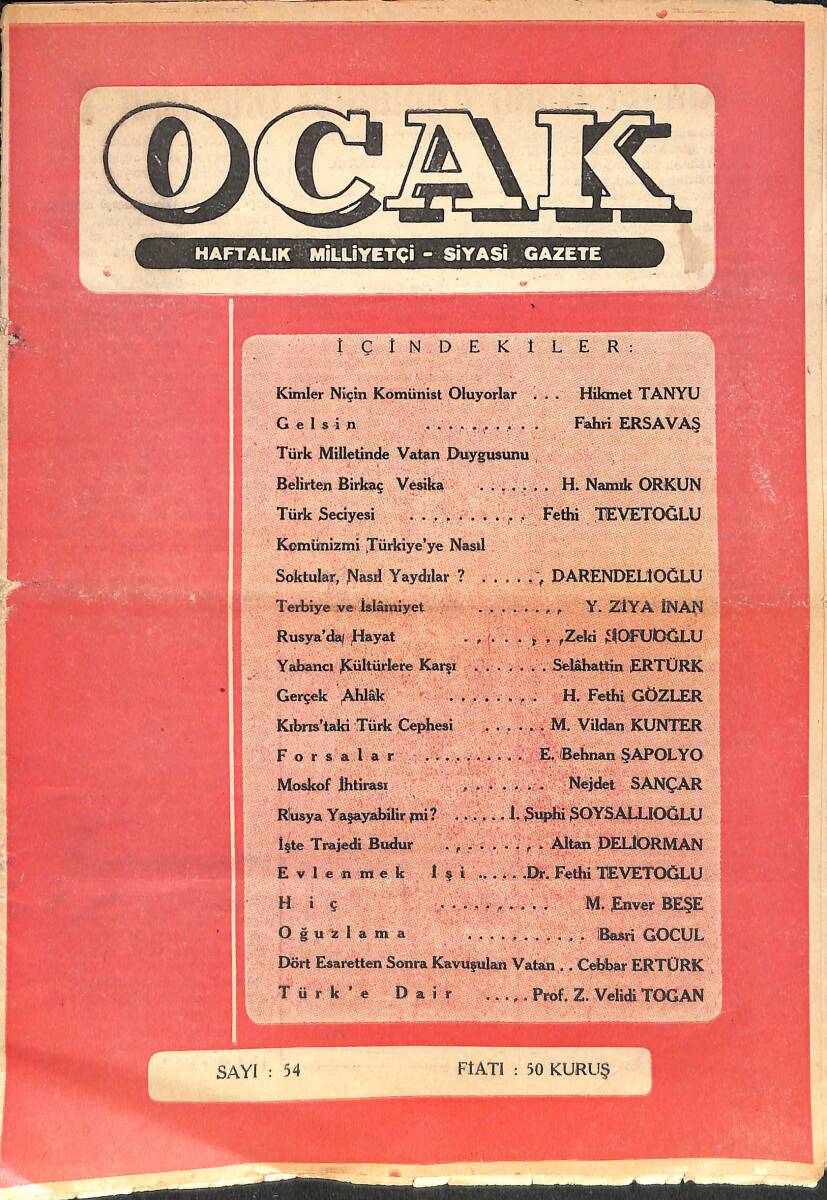 OCAK
HAFTALIK MİLLİYETÇİ - SİYASİ GAZETE
İÇİNDEKİLER:
Kimler Niçin Komünist Oluyorlar ... Hikmet TANYU
Gelsin .......... Fahri ERSAVAŞ
Türk Milletinde Vatan Duygusunu
Belirten Birkaç Vesika ....... H. Namık ORKUN
Türk Seciyesi .......... Fethi TEVETOĞLU
Komünizmi Türkiye'ye Nasıl
Soktular, Nasıl Yaydılar ? ...... DARENDELİOĞLU
Terbiye ve İslâmiyet ........ Y. ZİYA İNAN
Rusya'da Hayat ........ Zeki SOFUOĞLU
Yabancı Kültürlere Karşı ....... Selâhattin ERTÜRK
Gerçek Ahlâk ........ H. Fethi GÖZLER
Kıbrıs'taki Türk Cephesi ...... M. Vildan KUNTER
Forsalar .......... E. Behnan ŞAPOLYO
Moskof İhtirası ....... Nejdet SANÇAR
Rusya Yaşayabilir mi? ...... İ. Suphi SOYSALLIOĞLU
İşte Trajedi Budur ........ Altan DELİORMAN
Evlenmek İşi ...... Dr. Fethi TEVETOĞLU
Hiç .......... M. Enver BEŞE
Oğuzlama ........... Basri GOCUL
Dört Esaretten Sonra Kavuşulan Vatan .. Cebbar ERTÜRK
Türk'e Dair ..... Prof. Z. Velidi TOGAN
SAYI : 54 FİATI : 50 KURUŞ